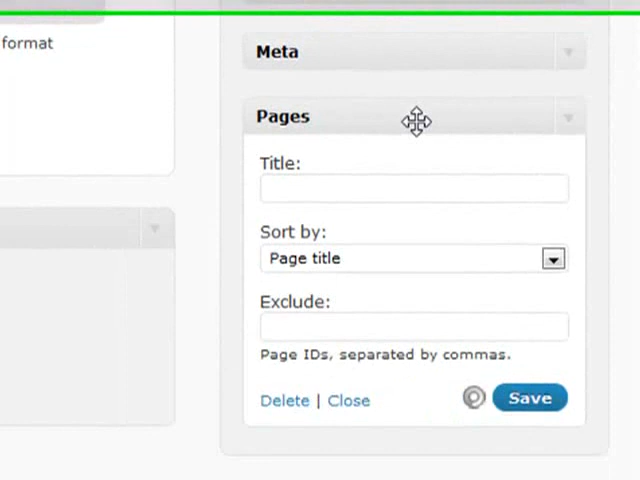 format
Meta
Pages
Title:
Sort by:
Page title
Exclude:
Page IDs, separated by commas.
Delete | Close
Save